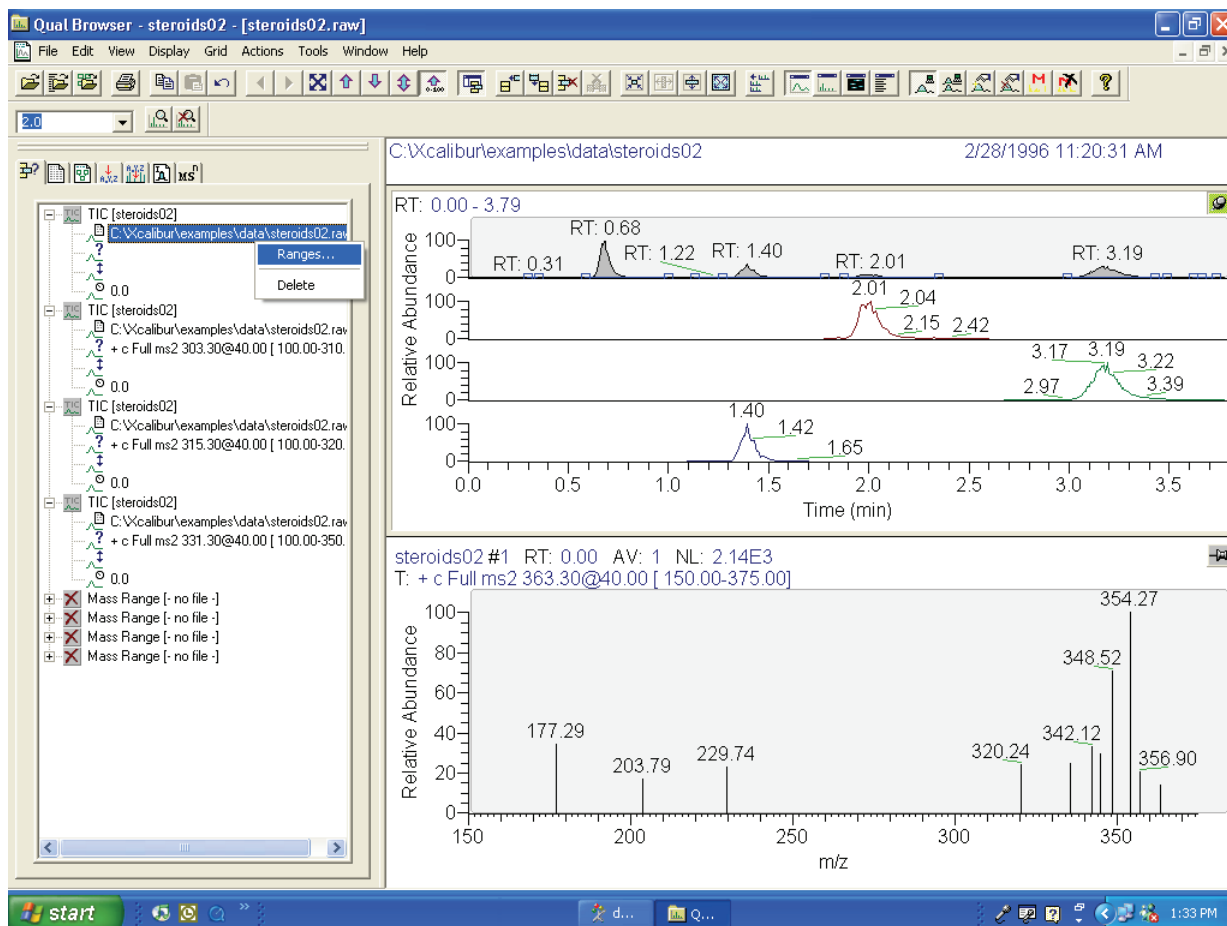 Qual Browser - steroids02 - [steroids02.raw]
File Edit View Display Grid Actions Tools Window Help
2.0
TIC [steroids02]
C:\Xcalibur\examples\data\steroids02.raw
0.0
TIC [steroids02]
C:\Xcalibur\examples\data\steroids02.raw
+ c Full ms2 303.30@40.00 [ 100.00-310.
0.0
TIC [steroids02]
C:\Xcalibur\examples\data\steroids02.raw
+ c Full ms2 315.30@40.00 [ 100.00-320.
0.0
TIC [steroids02]
C:\Xcalibur\examples\data\steroids02.raw
+ c Full ms2 331.30@40.00 [ 100.00-350.
0.0
Mass Range [- no file -]
Mass Range [- no file -]
Mass Range [- no file -]
Mass Range [- no file -]
Ranges...
Delete
C:\Xcalibur\examples\data\steroids02 2/28/1996 11:20:31 AM
RT: 0.00 - 3.79
Relative Abundance
100
0
RT: 0.31 RT: 0.68 RT: 1.22 RT: 1.40 RT: 2.01 RT: 3.19
100
0
2.01 2.04 2.15 2.42
100
0
2.97 3.17 3.19 3.22 3.39
100
0
1.40 1.42 1.65
0.0 0.5 1.0 1.5 2.0 2.5 3.0 3.5
Time (min)
steroids02 #1 RT: 0.00 AV: 1 NL: 2.14E3
T: + c Full ms2 363.30@40.00 [ 150.00-375.00]
Relative Abundance
100
80
60
40
20
0
177.29 203.79 229.74 320.24 342.12 348.52 354.27 356.90
150 200 250 300 350
m/z
start
d...
Q...
1:33 PM